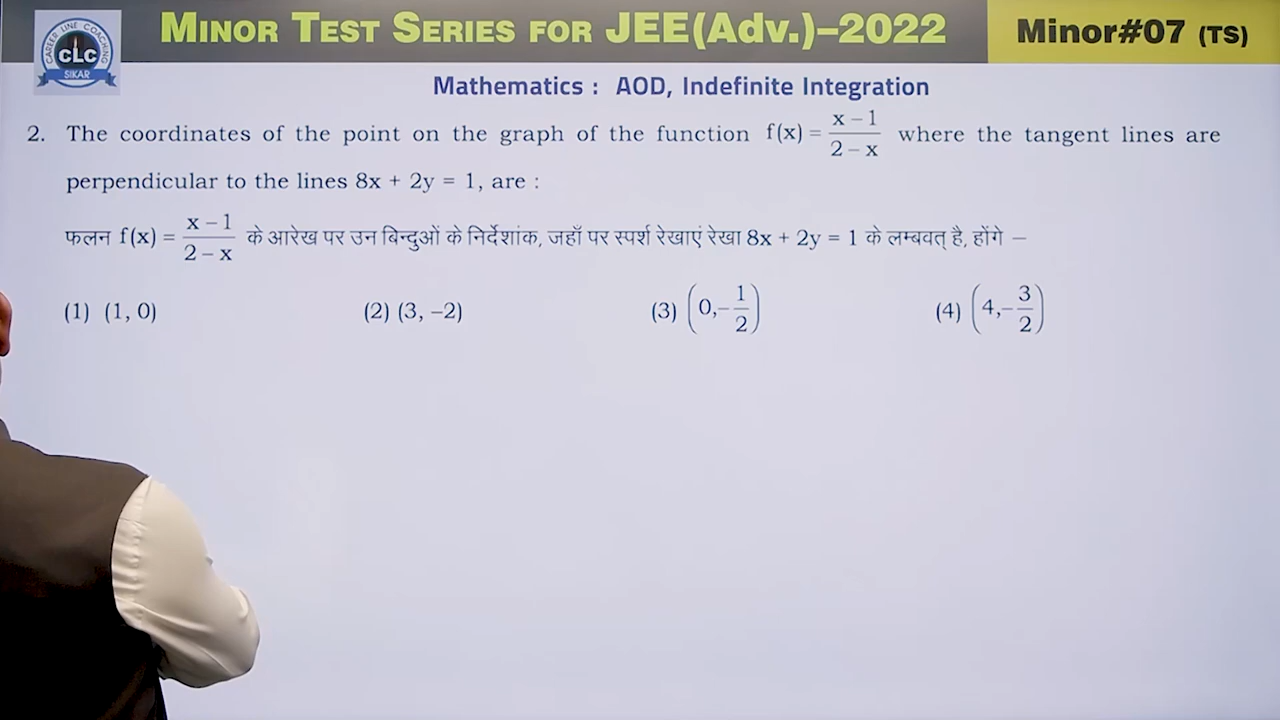 CAREER LINE COACHING
CLC
SIKAR
MINOR TEST SERIES FOR JEE(Adv.)–2022
Minor#07 (TS)
Mathematics : AOD, Indefinite Integration
2. The coordinates of the point on the graph of the function f(x) = (x – 1)/(2 – x) where the tangent lines are
perpendicular to the lines 8x + 2y = 1, are :
फलन f(x) = (x – 1)/(2 – x) के आरेख पर उन बिन्दुओं के निर्देशांक, जहाँ पर स्पर्श रेखाएं रेखा 8x + 2y = 1 के लम्बवत् है, होंगे –
(1) (1, 0) (2) (3, –2) (3) (0, –1/2) (4) (4, –3/2)